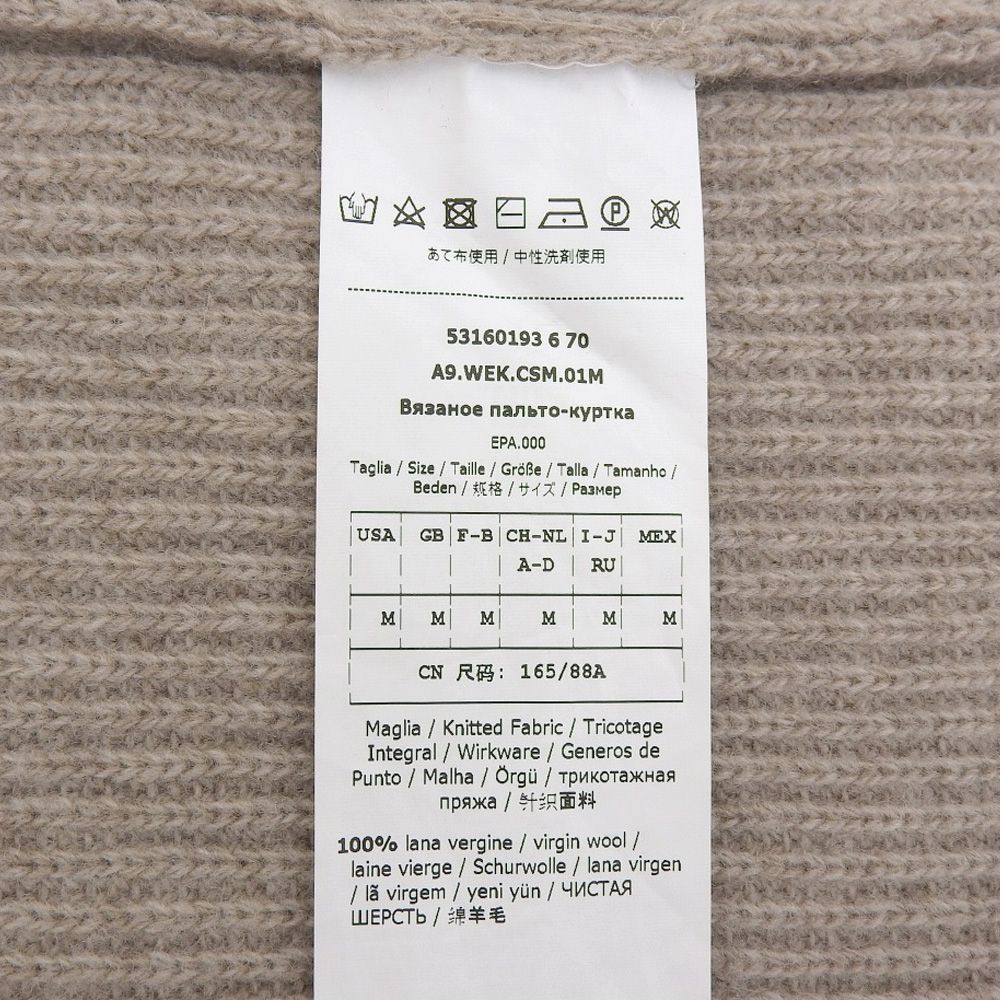 P W
あて布使用 / 中性洗剤使用
53160193 6 70
A9.WEK.CSM.01M
Вязаное пальто-куртка
EPA.000
Taglia / Size / Taille / Größe / Talla / Tamanho /
Beden / 规格 / サイズ / Размер
USA GB F-B CH-NL I-J MEX
A-D RU
M M M M M M
CN 尺码: 165/88A
Maglia / Knitted Fabric / Tricotage
Integral / Wirkware / Generos de
Punto / Malha / Örgü / трикотажная
пряжа / 针织面料
100% lana vergine / virgin wool /
laine vierge / Schurwolle / lana virgen
/ lã virgem / yeni yün / ЧИСТАЯ
ШЕРСТЬ / 绵羊毛